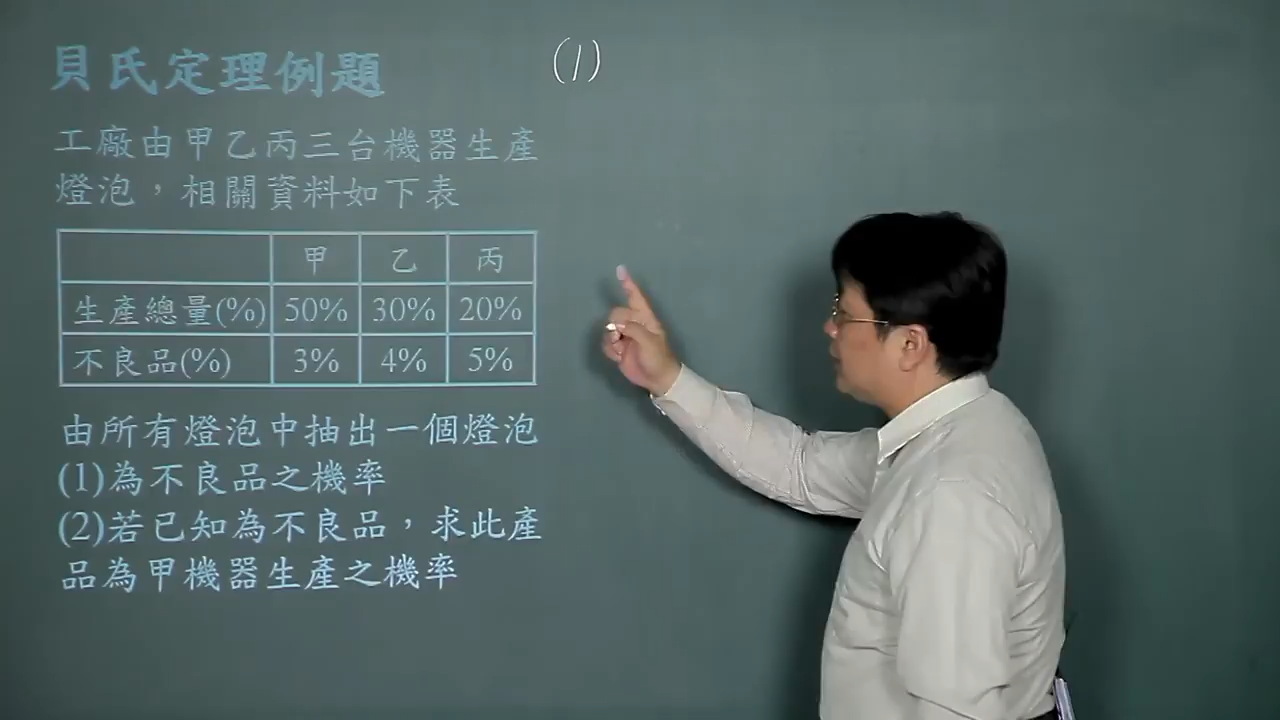 貝氏定理例題
(1)
工廠由甲乙丙三台機器生產
燈泡，相關資料如下表
甲 乙 丙
生產總量(%) 50% 30% 20%
不良品(%) 3% 4% 5%
由所有燈泡中抽出一個燈泡
(1)為不良品之機率
(2)若已知為不良品，求此產
品為甲機器生產之機率